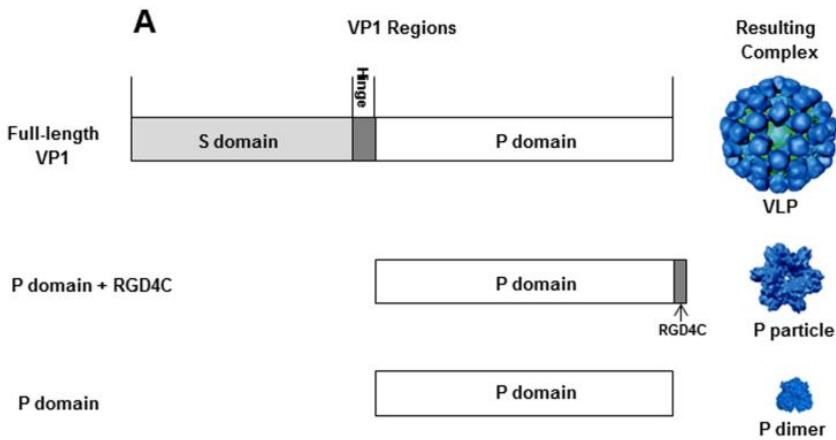 A
VP1 Regions
Resulting
Complex
Hinge
Full-length
VP1
S domain
P domain
VLP
P domain + RGD4C
P domain
RGD4C
P particle
P domain
P domain
P dimer